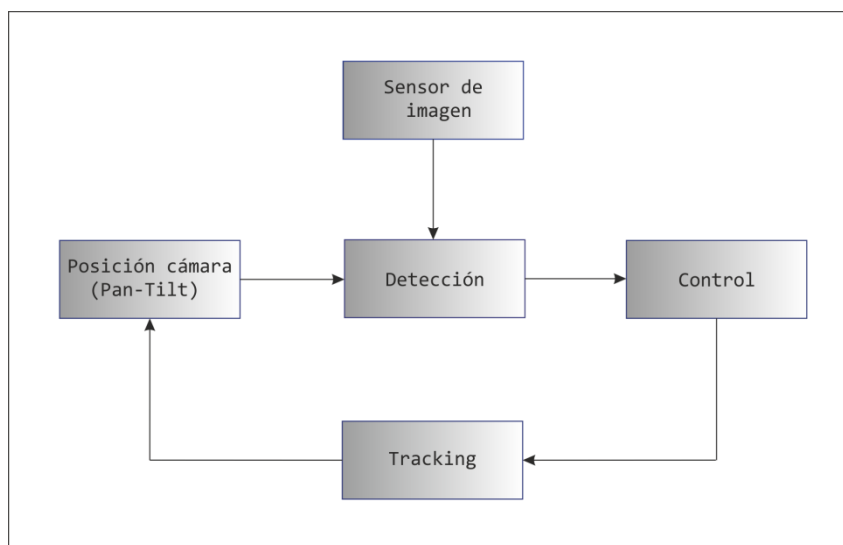 Sensor de
imagen
Posición cámara
(Pan-Tilt)
Detección
Control
Tracking